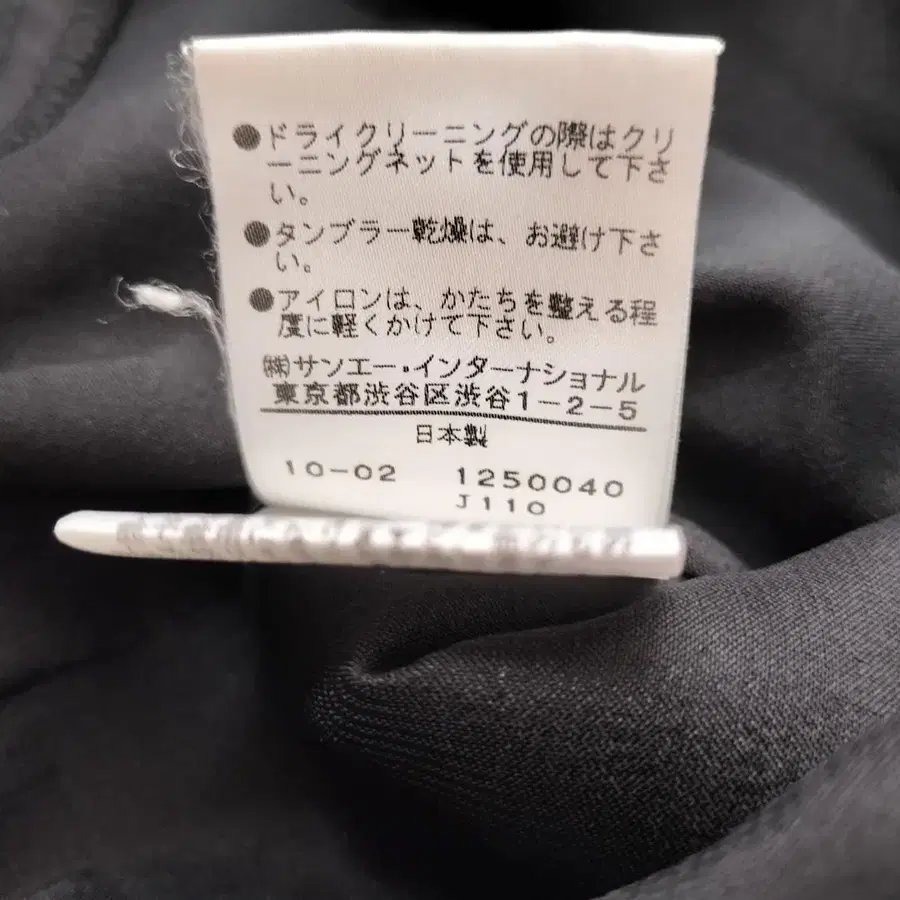 ●ドライクリーニングの際はクリ
ーニングネットを使用して下さ
い。
●タンブラー乾燥は、お避け下さ
い。
●アイロンは、かたちを整える程
度に軽くかけて下さい。
㈱サンエー・インターナショナル
東京都渋谷区渋谷1-2-5
日本製
10-02 1250040
J110